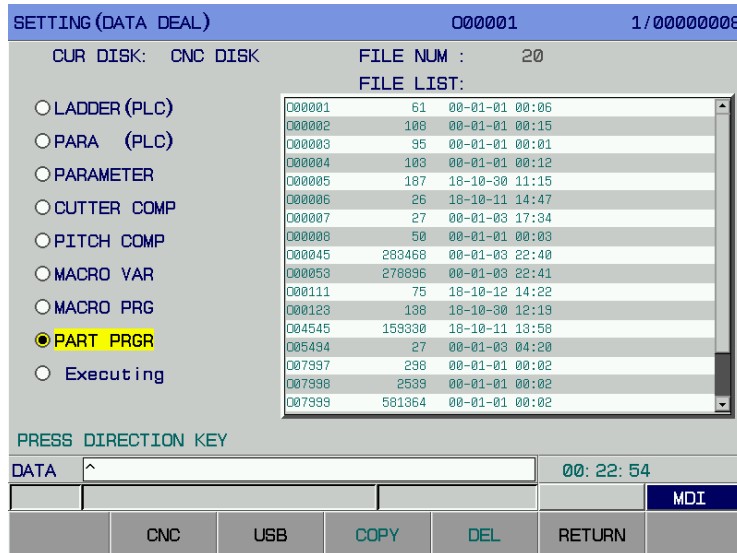 SETTING(DATA DEAL) O00001 1/00000008
CUR DISK: CNC DISK FILE NUM : 20
FILE LIST:
LADDER(PLC)
PARA (PLC)
PARAMETER
CUTTER COMP
PITCH COMP
MACRO VAR
MACRO PRG
PART PRGR
Executing
O00001 61 00-01-01 00:06
O00002 108 00-01-01 00:15
O00003 95 00-01-01 00:01
O00004 103 00-01-01 00:12
O00005 187 18-10-30 11:15
O00006 26 18-10-11 14:47
O00007 27 00-01-03 17:34
O00008 50 00-01-01 00:03
O00045 283468 00-01-03 22:40
O00053 278896 00-01-03 22:41
O00111 75 18-10-12 14:22
O00123 138 18-10-30 12:19
O04545 159330 18-10-11 13:58
O05494 27 00-01-03 04:20
O07997 298 00-01-01 00:02
O07998 2539 00-01-01 00:02
O07999 581364 00-01-01 00:02
PRESS DIRECTION KEY
DATA ^ 00:22:54
MDI
CNC USB COPY DEL RETURN